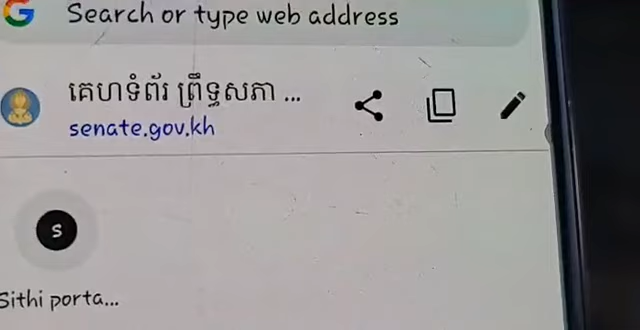 Search or type web address
គេហទំព័រ ព្រឹទ្ធសភា ...
senate.gov.kh
S
Sithi porta...